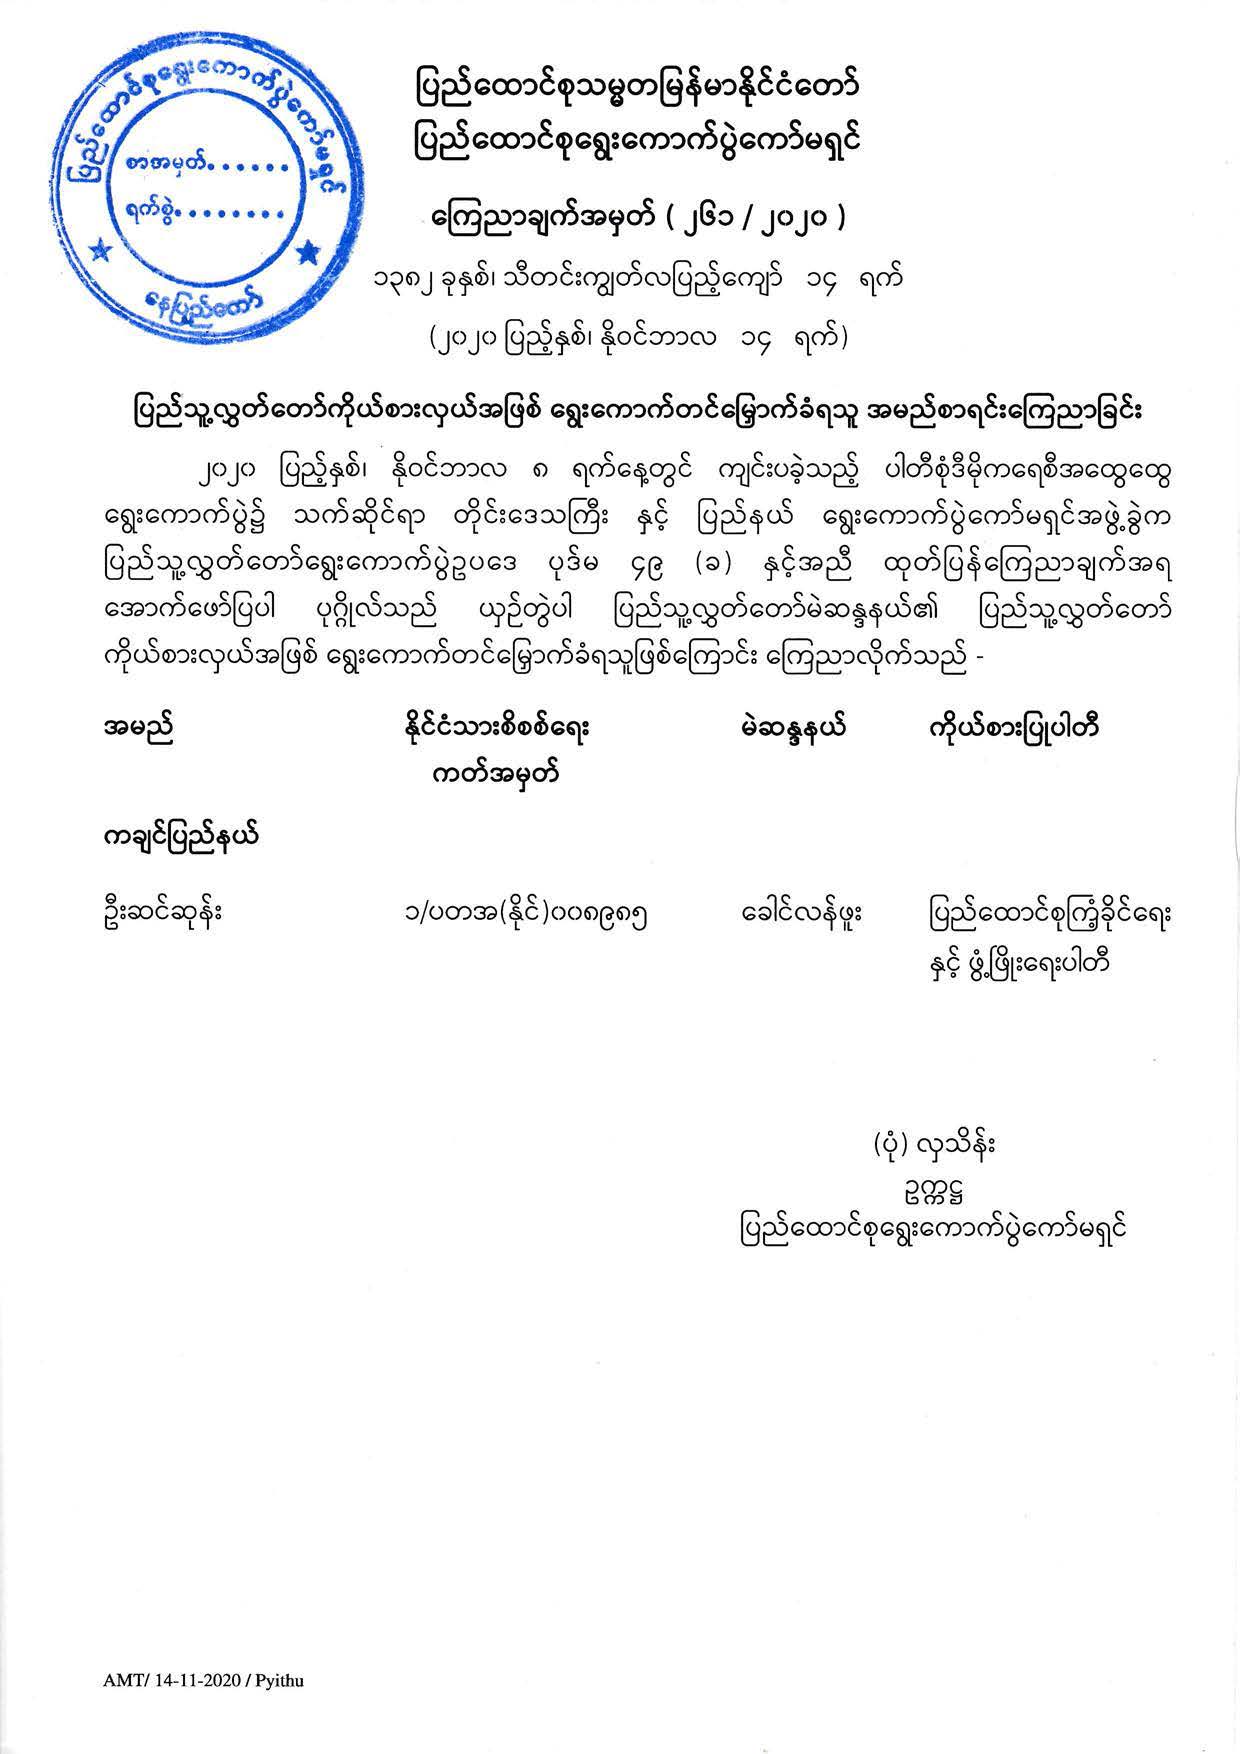 ပြည်ထောင်စုရွေးကောက်ပွဲကော်မရှင်
စာအမှတ်.......
ရက်စွဲ.........
နေပြည်တော်
ပြည်ထောင်စုသမ္မတမြန်မာနိုင်ငံတော်
ပြည်ထောင်စုရွေးကောက်ပွဲကော်မရှင်
ကြေညာချက်အမှတ် ( ၂၆၁ / ၂၀၂၀ )
၁၃၈၂ ခုနှစ်၊ သီတင်းကျွတ်လပြည့်ကျော် ၁၄ ရက်
(၂၀၂၀ ပြည့်နှစ်၊ နိုဝင်ဘာလ ၁၄ ရက်)
ပြည်သူ့လွှတ်တော်ကိုယ်စားလှယ်အဖြစ် ရွေးကောက်တင်မြှောက်ခံရသူ အမည်စာရင်းကြေညာခြင်း
၂၀၂၀ ပြည့်နှစ်၊ နိုဝင်ဘာလ ၈ ရက်နေ့တွင် ကျင်းပခဲ့သည့် ပါတီစုံဒီမိုကရေစီအထွေထွေ
ရွေးကောက်ပွဲ၌ သက်ဆိုင်ရာ တိုင်းဒေသကြီး နှင့် ပြည်နယ် ရွေးကောက်ပွဲကော်မရှင်အဖွဲ့ခွဲက
ပြည်သူ့လွှတ်တော်ရွေးကောက်ပွဲဥပဒေ ပုဒ်မ ၄၉ (ခ) နှင့်အညီ ထုတ်ပြန်ကြေညာချက်အရ
အောက်ဖော်ပြပါ ပုဂ္ဂိုလ်သည် ယှဉ်တွဲပါ ပြည်သူ့လွှတ်တော်မဲဆန္ဒနယ်၏ ပြည်သူ့လွှတ်တော်
ကိုယ်စားလှယ်အဖြစ် ရွေးကောက်တင်မြှောက်ခံရသူဖြစ်ကြောင်း ကြေညာလိုက်သည် -
အမည် နိုင်ငံသားစိစစ်ရေး မဲဆန္ဒနယ် ကိုယ်စားပြုပါတီ
ကတ်အမှတ်
ကချင်ပြည်နယ်
ဦးဆင်ဆုန်း ၁/ပတအ(နိုင်)၀၀၈၉၈၅ ခေါင်လန်ဖူး ပြည်ထောင်စုကြံ့ခိုင်ရေး
နှင့် ဖွံ့ဖြိုးရေးပါတီ
(ပုံ) လှသိန်း
ဥက္ကဋ္ဌ
ပြည်ထောင်စုရွေးကောက်ပွဲကော်မရှင်
AMT/ 14-11-2020 / Pyithu